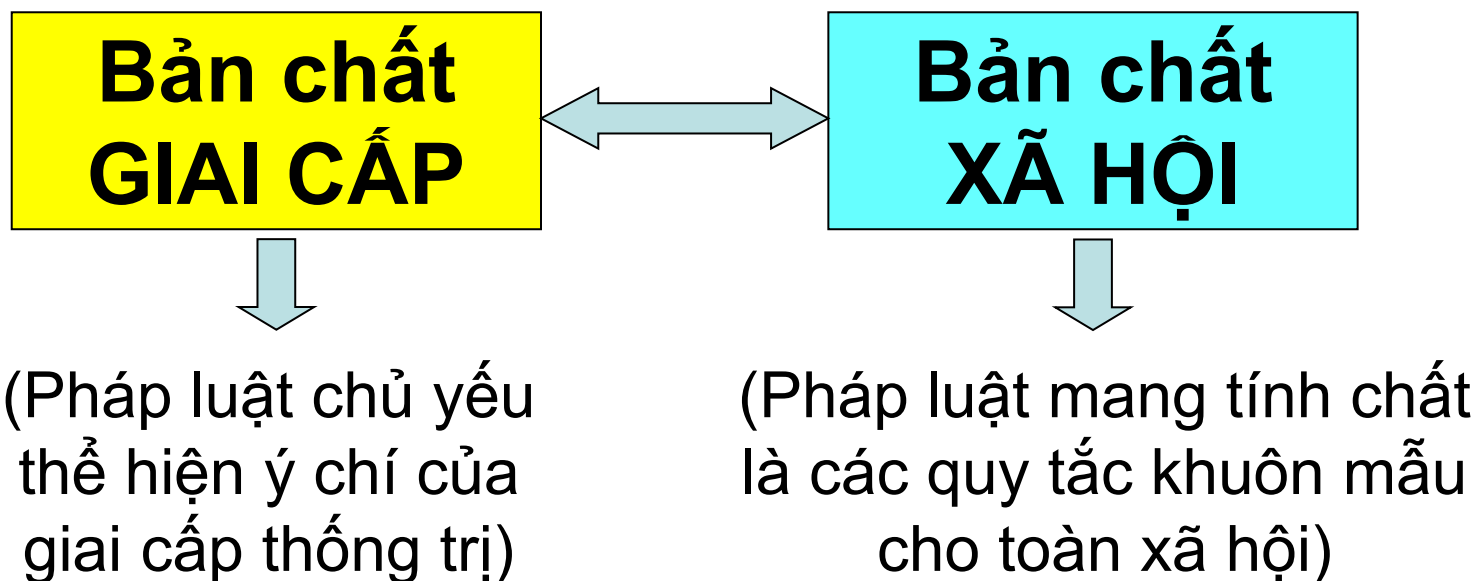 Bản chất
GIAI CẤP
Bản chất
XÃ HỘI
(Pháp luật chủ yếu
thể hiện ý chí của
giai cấp thống trị)
(Pháp luật mang tính chất
là các quy tắc khuôn mẫu
cho toàn xã hội)